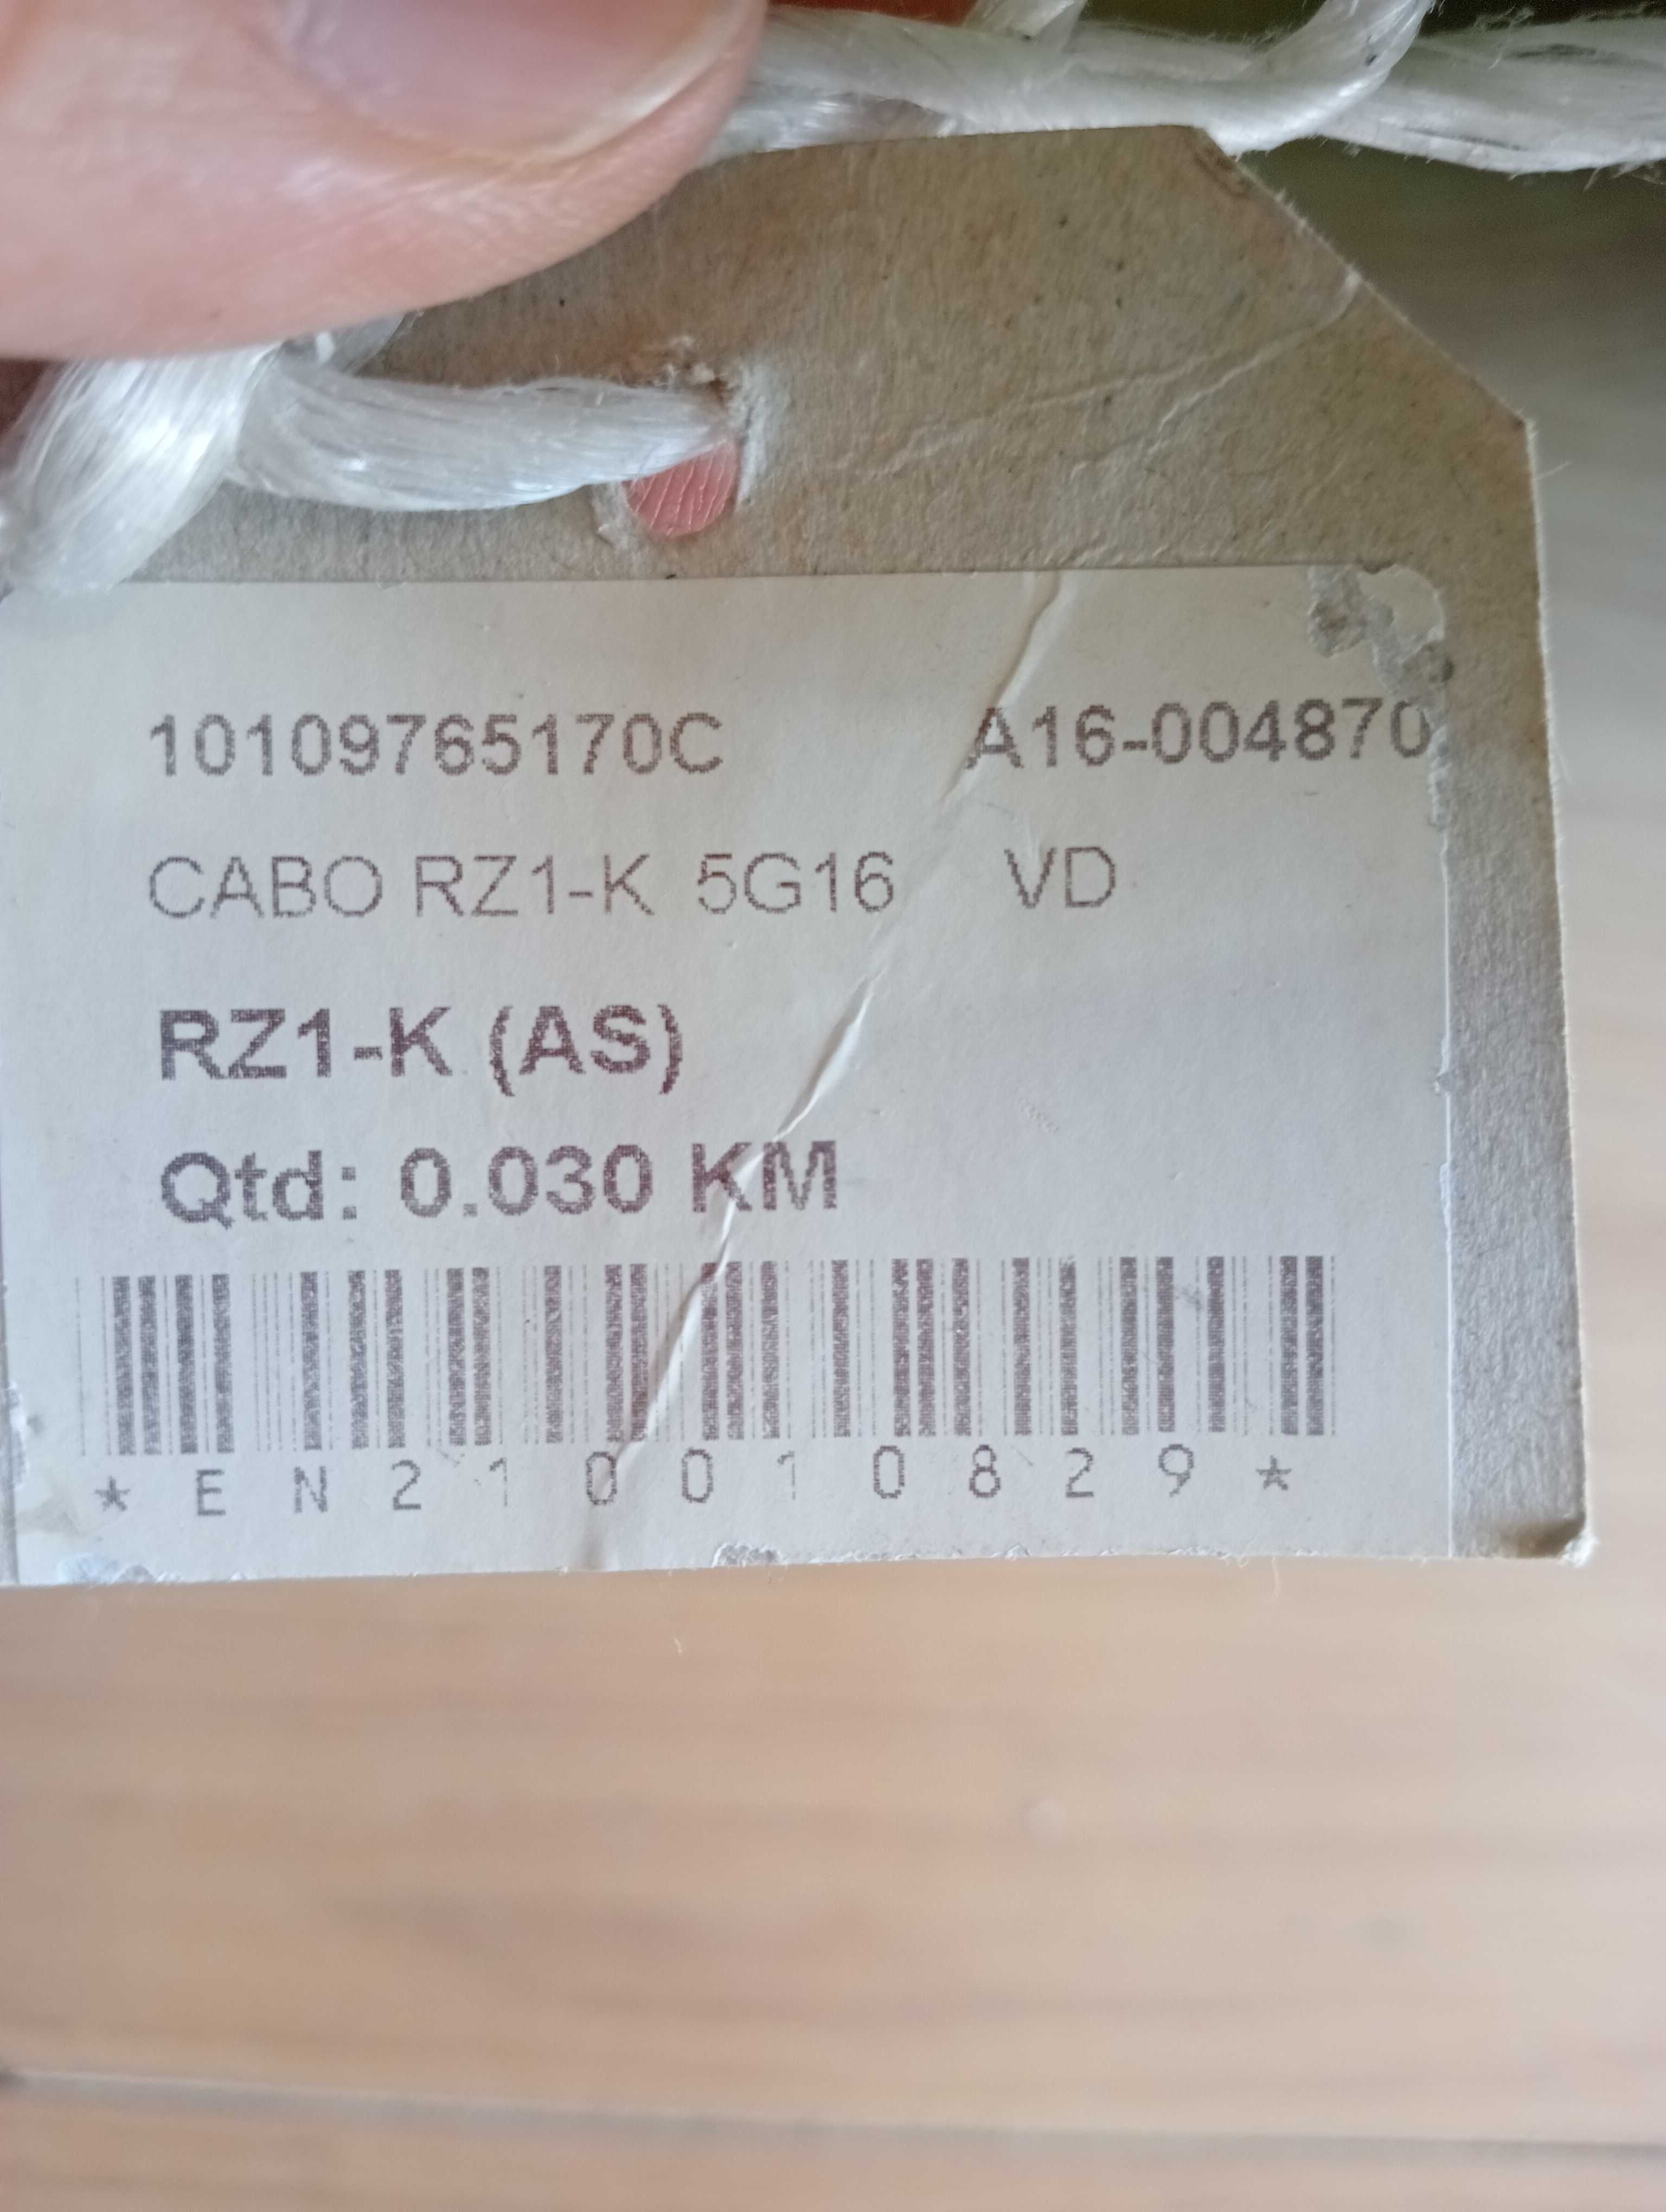 10109765170C A16-004870
CABO RZ1-K 5G16 VD
RZ1-K (AS)
Qtd: 0.030 KM
*EN210010829*